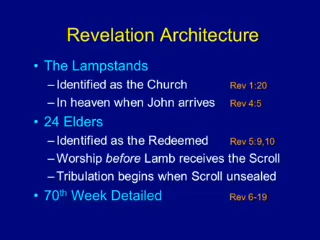 Revelation Architecture
• The Lampstands
– Identified as the Church Rev 1:20
– In heaven when John arrives Rev 4:5
• 24 Elders
– Identified as the Redeemed Rev 5:9,10
– Worship before Lamb receives the Scroll
– Tribulation begins when Scroll unsealed
• 70th Week Detailed Rev 6-19